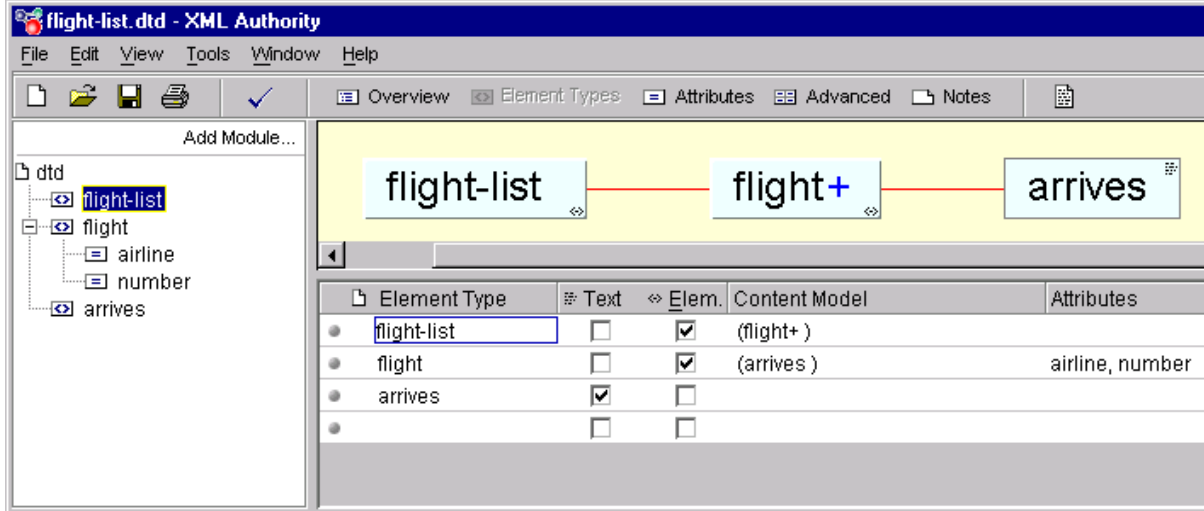 flight-list.dtd - XML Authority
File Edit View Tools Window Help
Overview Element Types Attributes Advanced Notes
Add Module...
dtd
flight-list
flight
airline
number
arrives
flight-list flight+ arrives
Element Type Text Elem. Content Model Attributes
flight-list (flight+ )
flight (arrives ) airline, number
arrives